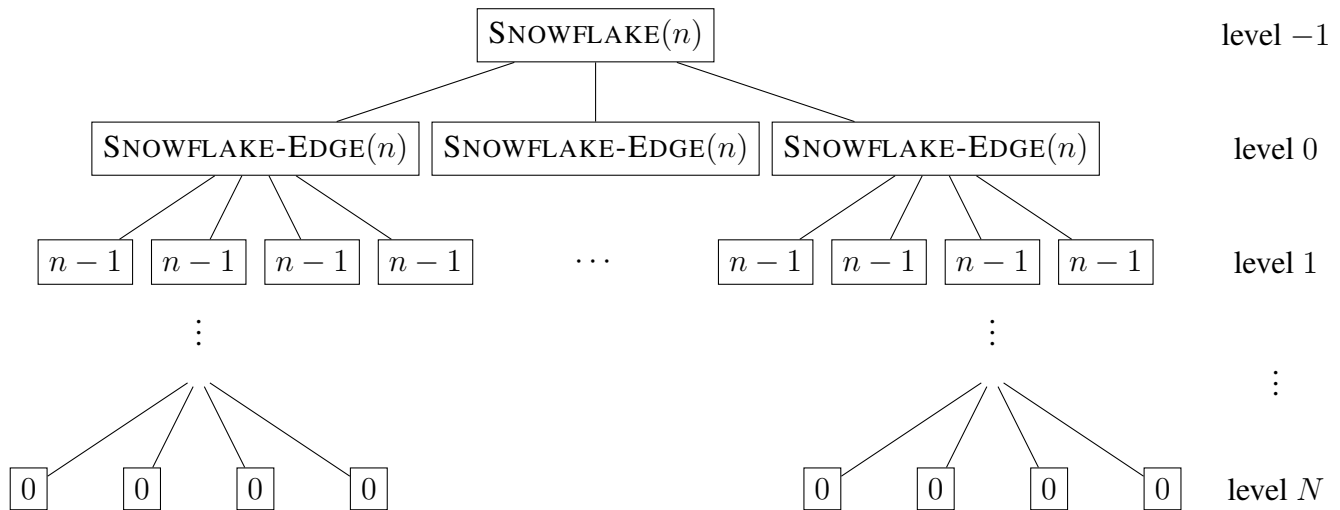 SNOWFLAKE(n) level −1
SNOWFLAKE-EDGE(n) SNOWFLAKE-EDGE(n) SNOWFLAKE-EDGE(n) level 0
n − 1 n − 1 n − 1 n − 1 ⋯ n − 1 n − 1 n − 1 n − 1 level 1
⋮ ⋮
⋮
0 0 0 0 0 0 0 0 level N